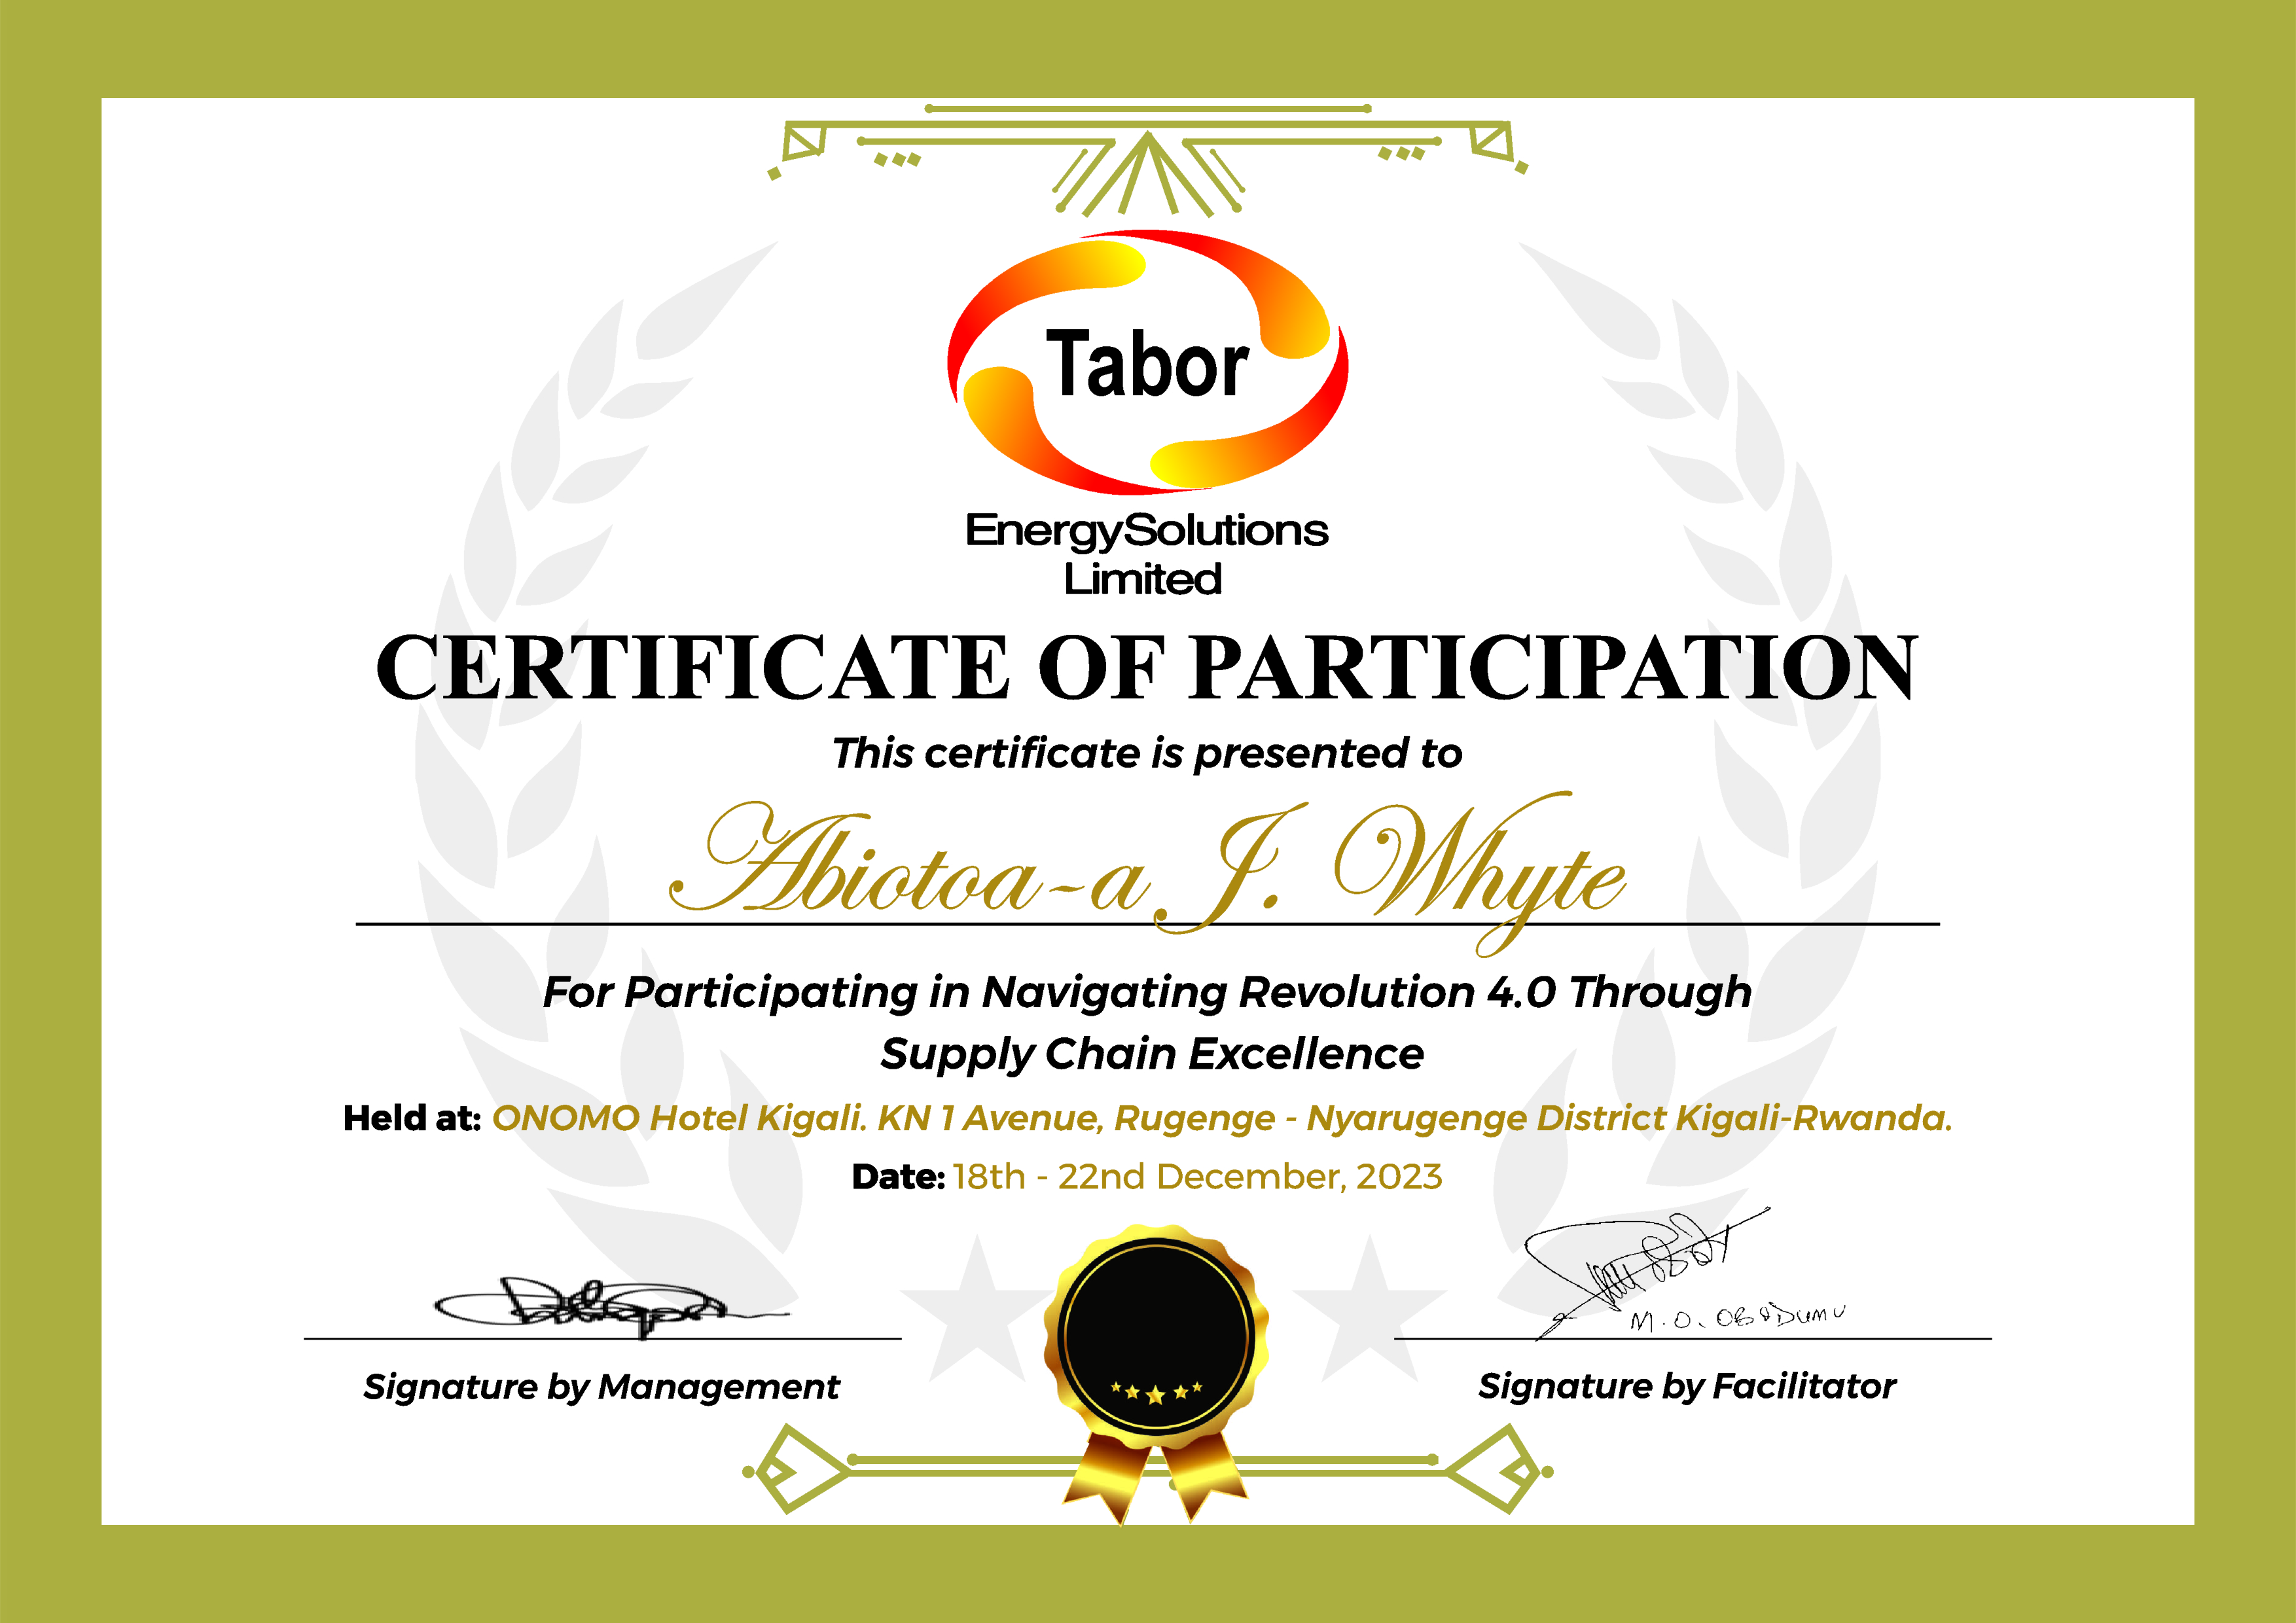 Tabor
EnergySolutions
Limited
CERTIFICATE OF PARTICIPATION
This certificate is presented to
Abiotoa-a J. Whyte
For Participating in Navigating Revolution 4.0 Through
Supply Chain Excellence
Held at: ONOMO Hotel Kigali. KN 1 Avenue, Rugenge - Nyarugenge District Kigali-Rwanda.
Date: 18th - 22nd December, 2023
M. O.
Signature by Management
Signature by Facilitator